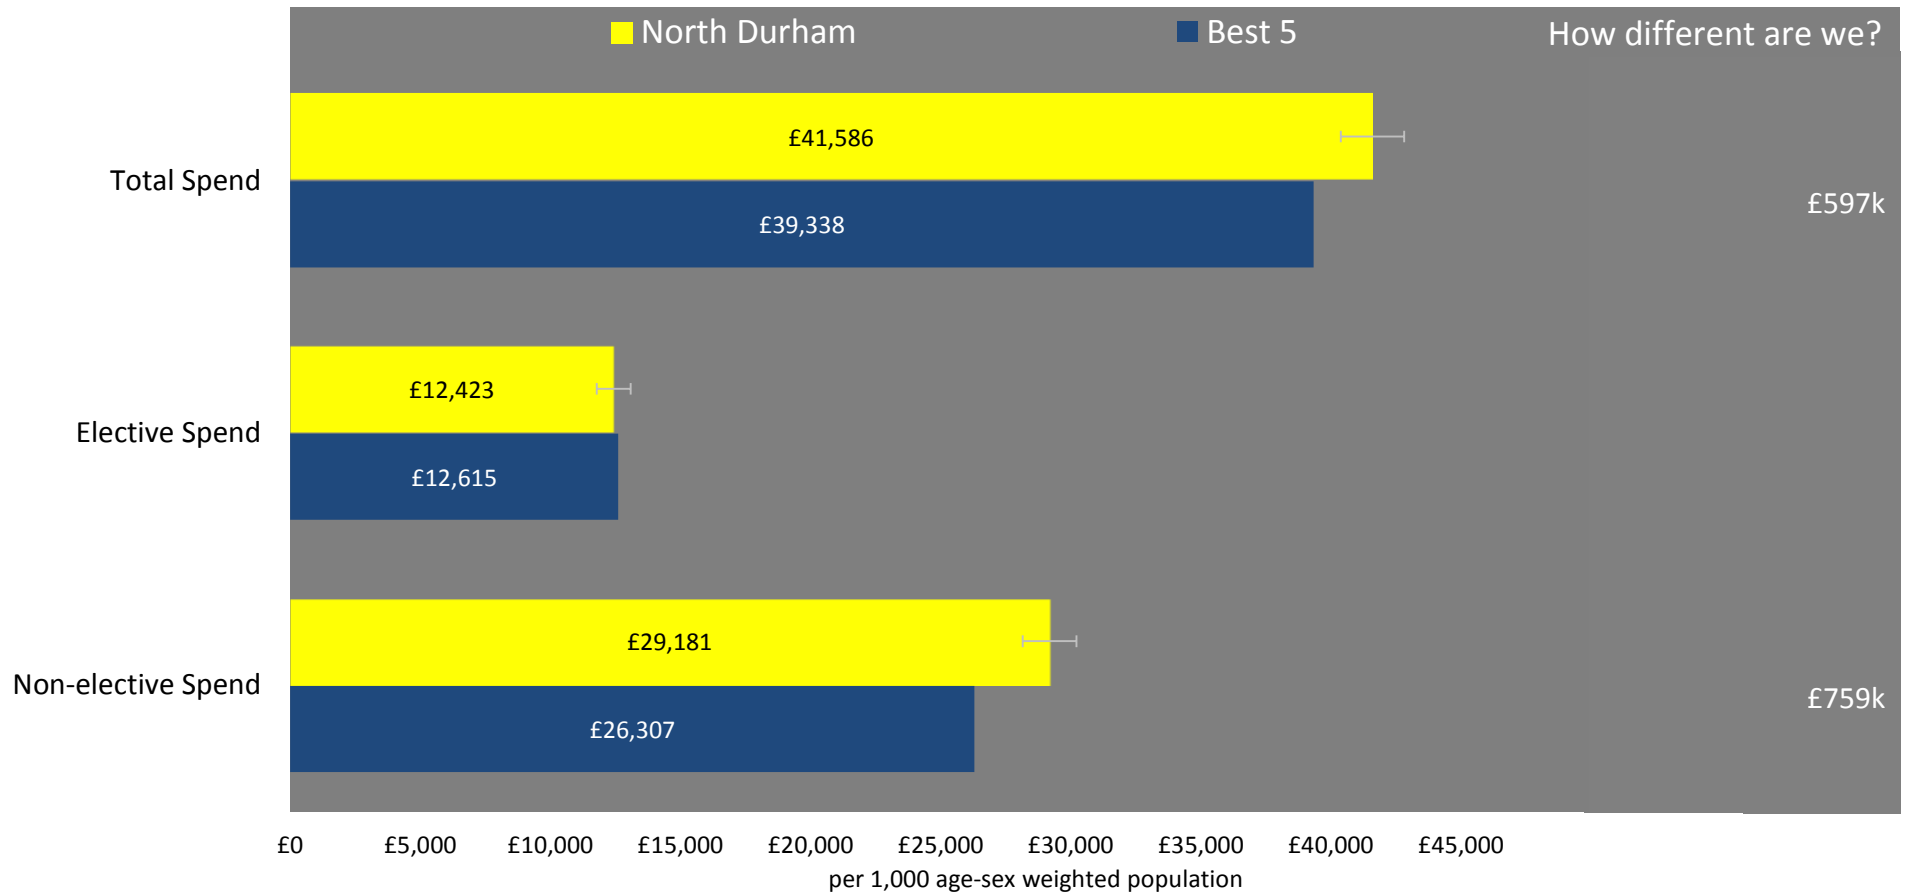 North Durham
Best 5
How different are we?
Total Spend
£41,586
£39,338
£597k
Elective Spend
£12,423
£12,615
Non-elective Spend
£29,181
£26,307
£759k
£0 £5,000 £10,000 £15,000 £20,000 £25,000 £30,000 £35,000 £40,000 £45,000
per 1,000 age-sex weighted population